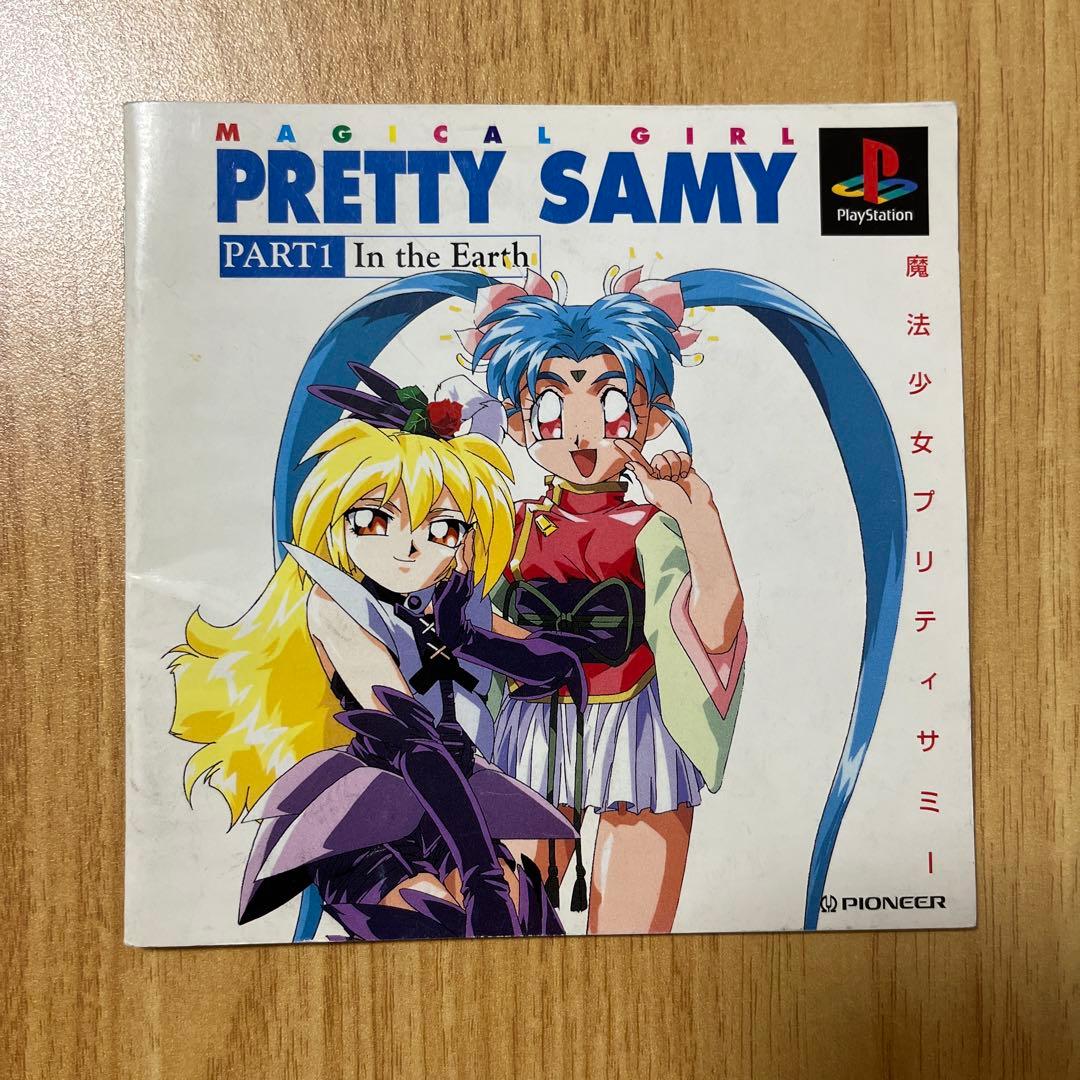 MAGICAL GIRL
PRETTY SAMY
PART1 In the Earth
PlayStation
魔法少女プリティサミー
PIONEER